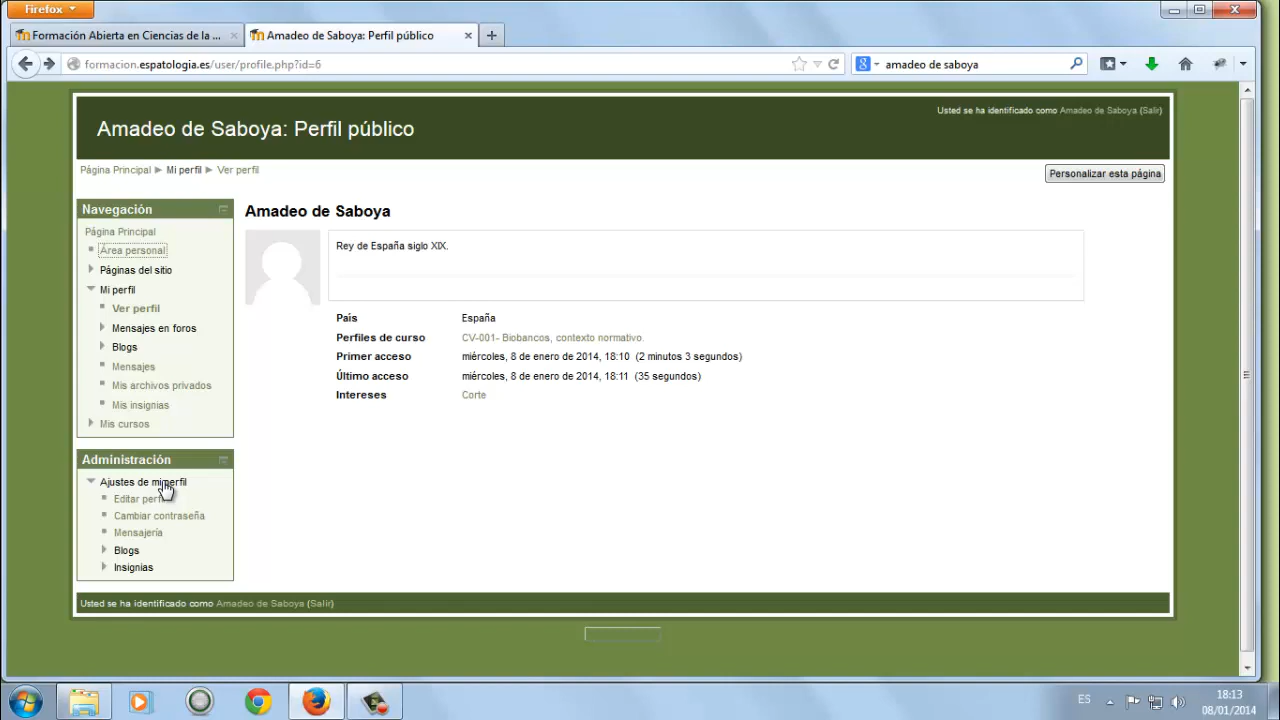 Firefox
Formación Abierta en Ciencias de la ...
Amadeo de Saboya: Perfil público
formacion.espatologia.es/user/profile.php?id=6
amadeo de saboya
Usted se ha identificado como Amadeo de Saboya (Salir)
Amadeo de Saboya: Perfil público
Página Principal ► Mi perfil ► Ver perfil
Personalizar esta página
Navegación
Página Principal
Área personal
Páginas del sitio
Mi perfil
Ver perfil
Mensajes en foros
Blogs
Mensajes
Mis archivos privados
Mis insignias
Mis cursos
Administración
Ajustes de mi perfil
Editar perfil
Cambiar contraseña
Mensajería
Blogs
Insignias
Amadeo de Saboya
Rey de España siglo XIX.
País España
Perfiles de curso CV-001- Biobancos, contexto normativo.
Primer acceso miércoles, 8 de enero de 2014, 18:10 (2 minutos 3 segundos)
Último acceso miércoles, 8 de enero de 2014, 18:11 (35 segundos)
Intereses Corte
Usted se ha identificado como Amadeo de Saboya (Salir)
ES
18:13
08/01/2014